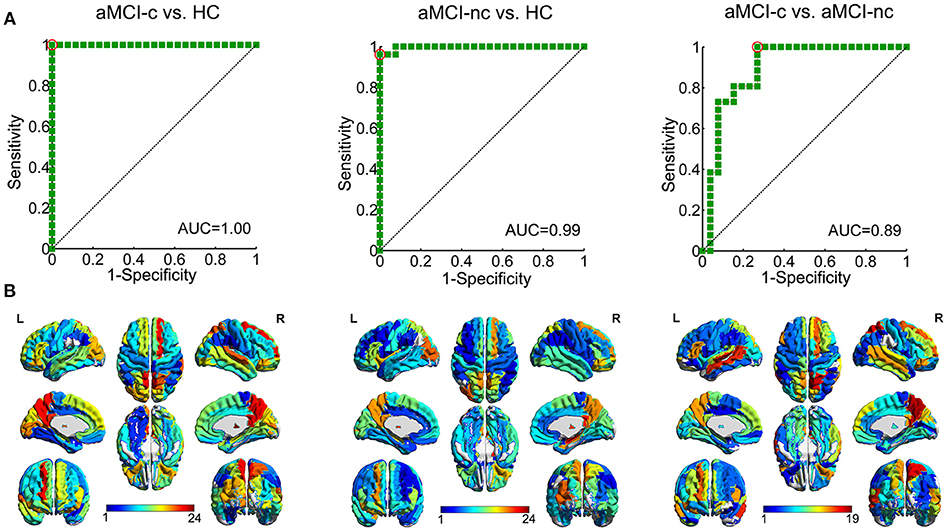 A
aMCI-c vs. HC
aMCI-nc vs. HC
aMCI-c vs. aMCI-nc
Sensitivity
1
0.8
0.6
0.4
0.2
0
AUC=1.00
0 0.2 0.4 0.6 0.8 1
1-Specificity
Sensitivity
1
0.8
0.6
0.4
0.2
0
AUC=0.99
0 0.2 0.4 0.6 0.8 1
1-Specificity
Sensitivity
1
0.8
0.6
0.4
0.2
0
AUC=0.89
0 0.2 0.4 0.6 0.8 1
1-Specificity
B
L R
1 24
L R
1 24
L R
1 19